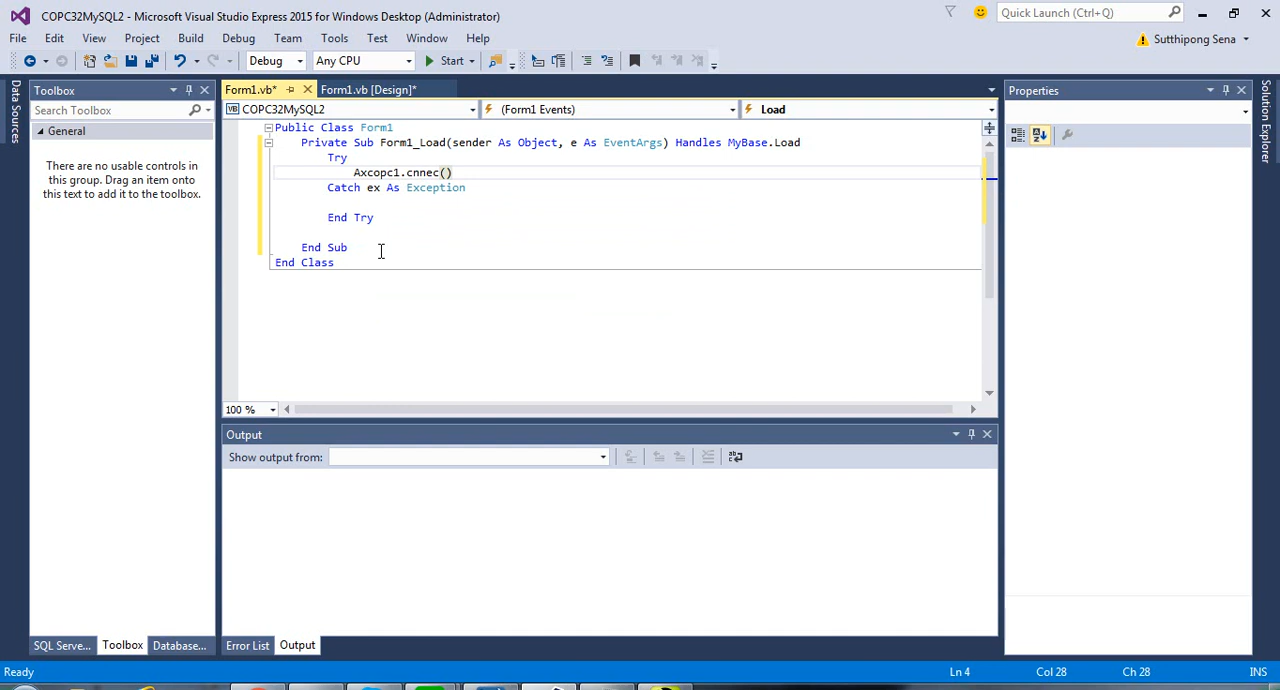 COPC32MySQL2 - Microsoft Visual Studio Express 2015 for Windows Desktop (Administrator)
Quick Launch (Ctrl+Q)
File Edit View Project Build Debug Team Tools Test Window Help
Sutthipong Sena
Debug Any CPU Start
Data Sources
Toolbox
Search Toolbox
General
There are no usable controls in
this group. Drag an item onto
this text to add it to the toolbox.
Form1.vb* Form1.vb [Design]*
VB COPC32MySQL2 (Form1 Events) Load
Public Class Form1
Private Sub Form1_Load(sender As Object, e As EventArgs) Handles MyBase.Load
Try
Axcopc1.cnnec()
Catch ex As Exception
End Try
End Sub
End Class
100 %
Output
Show output from:
Properties
Solution Explorer
SQL Serve... Toolbox Database...
Error List Output
Ready Ln 4 Col 28 Ch 28 INS